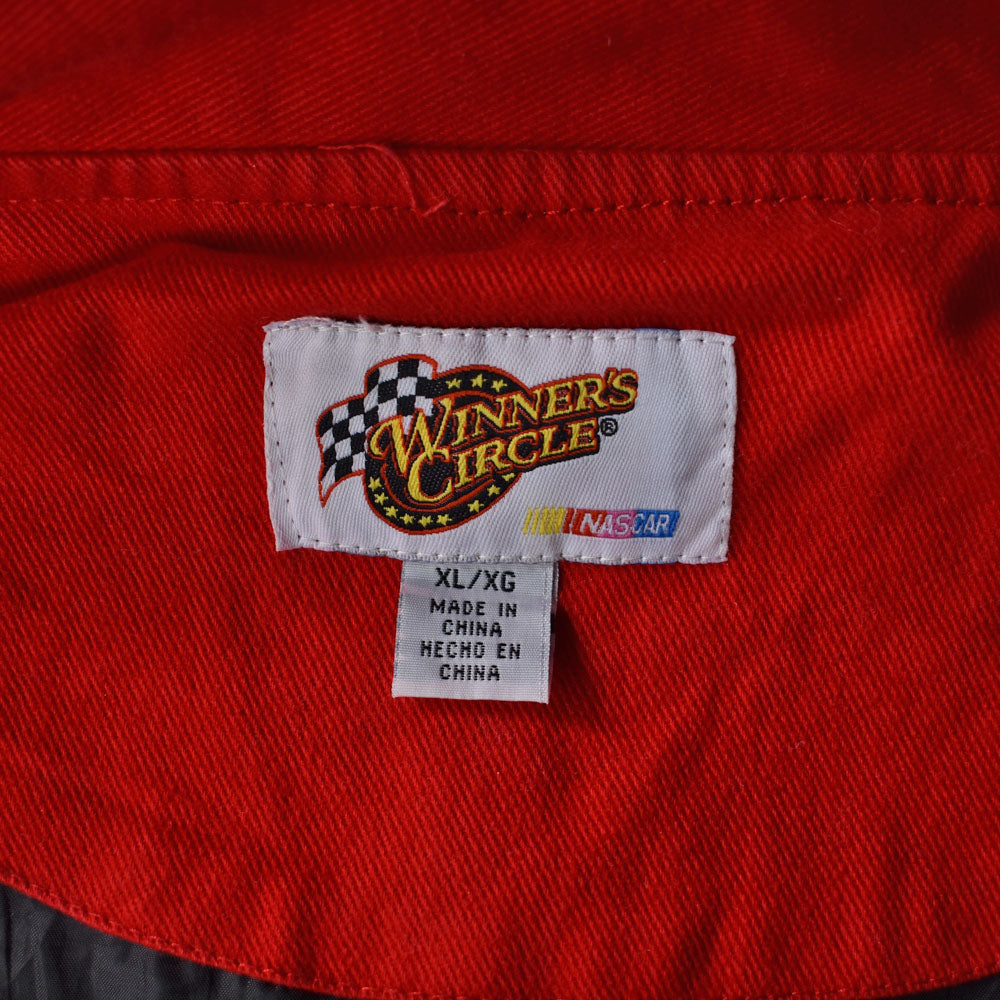 WINNER'S
CIRCLE®
NASCAR
XL/XG
MADE IN
CHINA
HECHO EN
CHINA